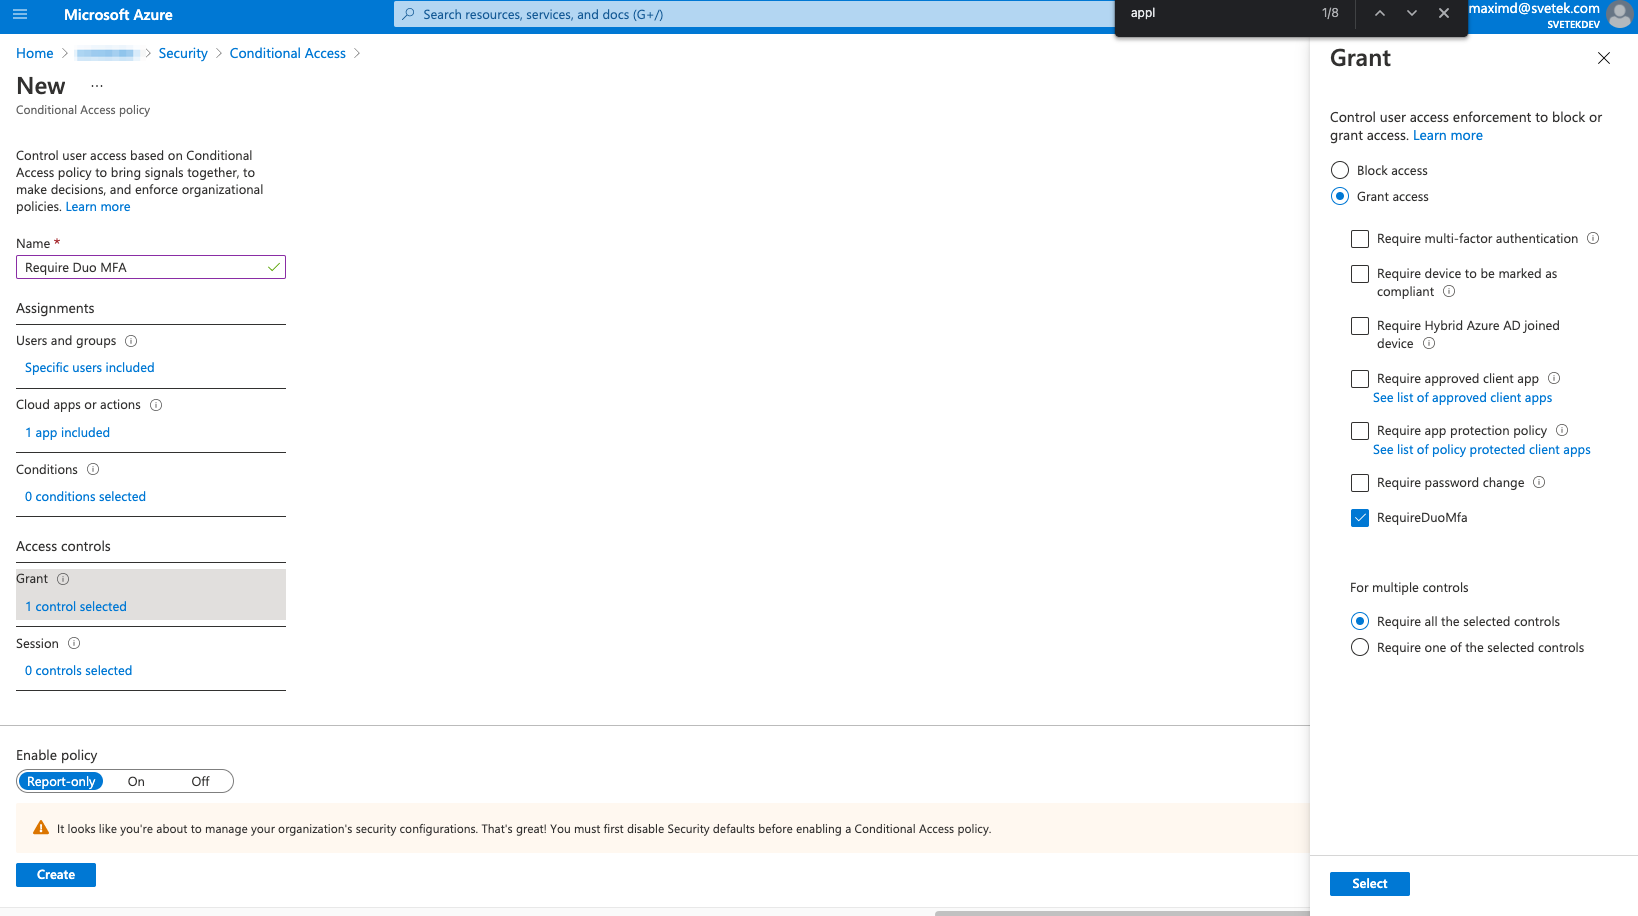 Microsoft Azure
Search resources, services, and docs (G+/)
appl
1/8
maximd@svetek.com
SVETEKDEV
Home
Security
Conditional Access
New
...
Conditional Access policy
Control user access based on Conditional
Access policy to bring signals together, to
make decisions, and enforce organizational
policies. Learn more
Name *
Require Duo MFA
Assignments
Users and groups
Specific users included
Cloud apps or actions
1 app included
Conditions
0 conditions selected
Access controls
Grant
1 control selected
Session
0 controls selected
Enable policy
Report-only On Off
It looks like you're about to manage your organization's security configurations. That's great! You must first disable Security defaults before enabling a Conditional Access policy.
Create
Grant
Control user access enforcement to block or
grant access. Learn more
Block access
Grant access
Require multi-factor authentication
Require device to be marked as
compliant
Require Hybrid Azure AD joined
device
Require approved client app
See list of approved client apps
Require app protection policy
See list of policy protected client apps
Require password change
RequireDuoMfa
For multiple controls
Require all the selected controls
Require one of the selected controls
Select